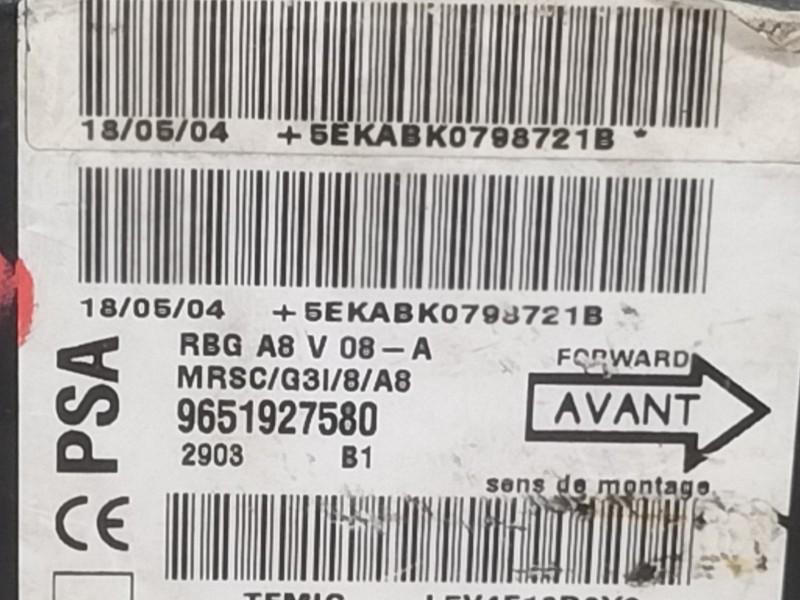 18/05/04 +5EKABK0798721B *
18/05/04 +5EKABK0798721B
PSA
RBG A8 V 08-A
MRSC/G3I/8/A8
9651927580
2903 B1
FORWARD
AVANT
sens de montage
CE
TEMIC